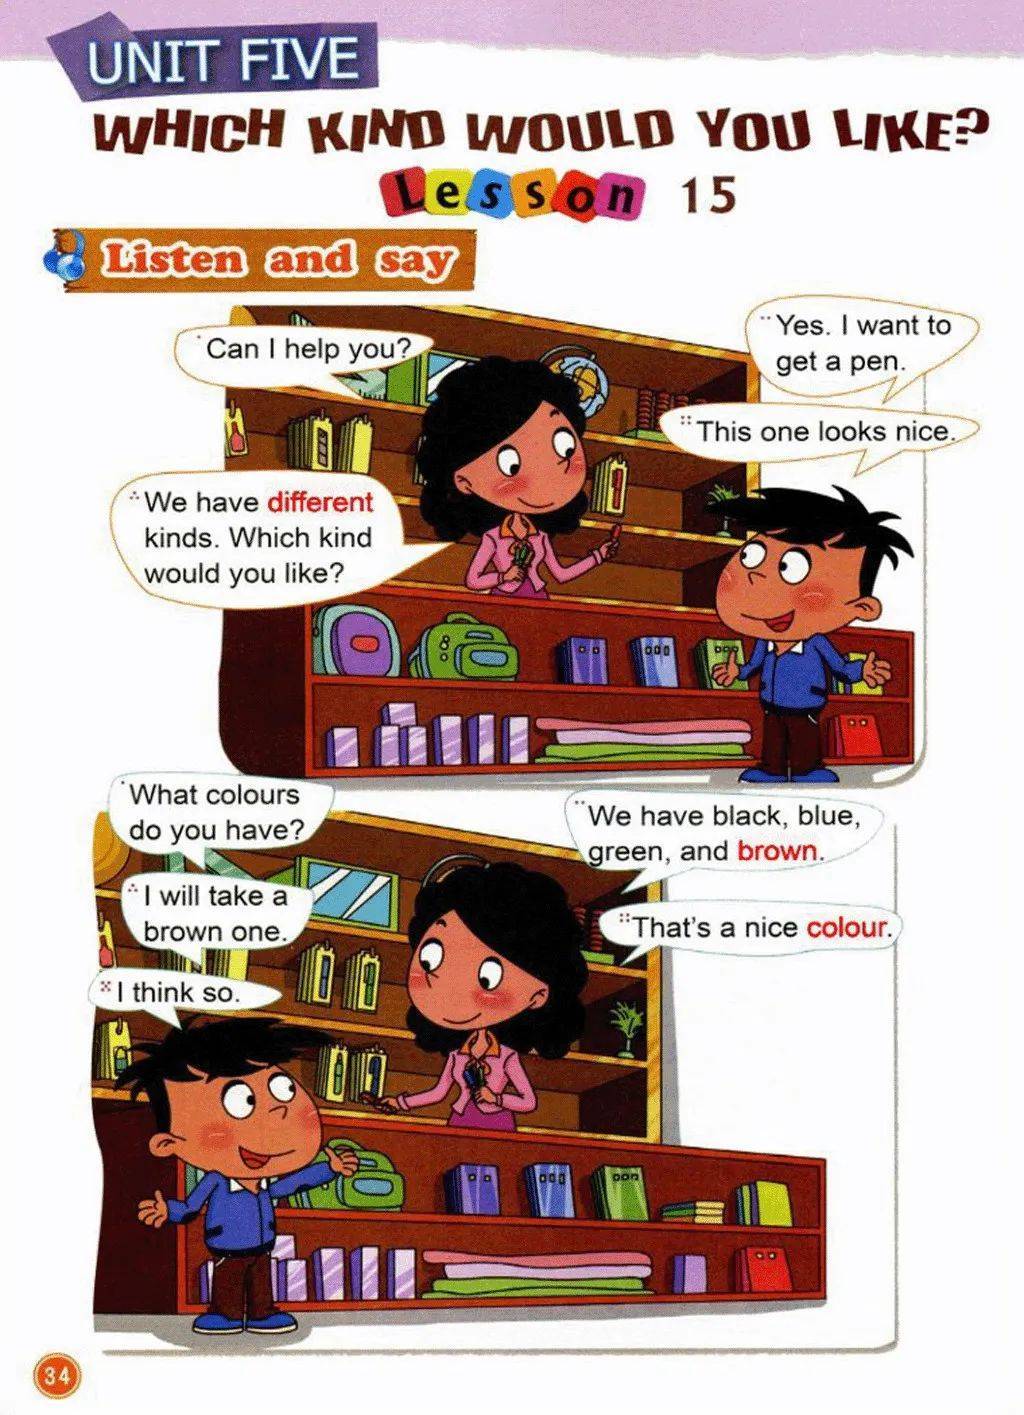 UNIT FIVE
WHICH KIND WOULD YOU LIKE?
Lesson 15
Listen and say
Can I help you?
Yes. I want to
get a pen.
We have different
kinds. Which kind
would you like?
This one looks nice.
What colours
do you have?
We have black, blue,
green, and brown.
I will take a
brown one.
That's a nice colour.
I think so.
34